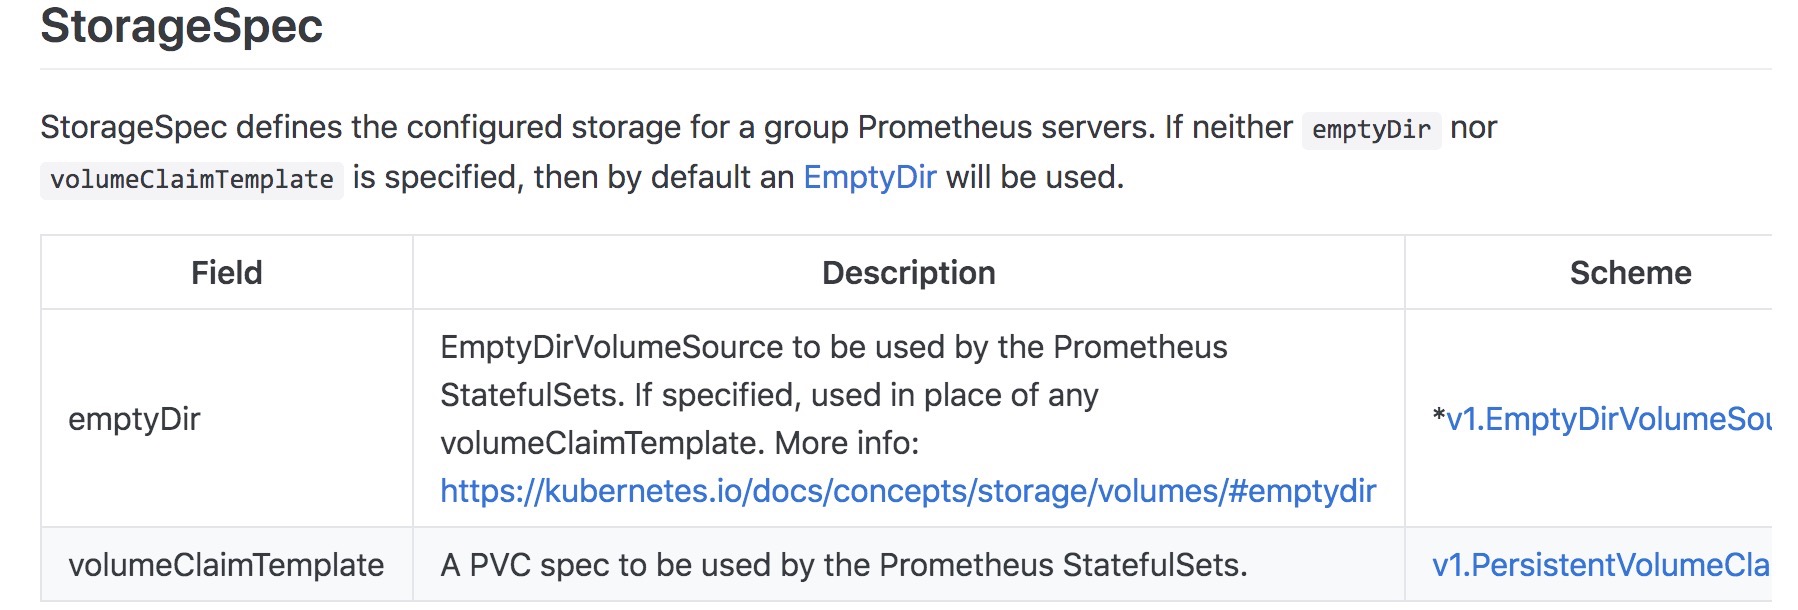 StorageSpec
StorageSpec defines the configured storage for a group Prometheus servers. If neither emptyDir nor
volumeClaimTemplate is specified, then by default an EmptyDir will be used.
Field Description Scheme
EmptyDirVolumeSource to be used by the Prometheus
StatefulSets. If specified, used in place of any
emptyDir *v1.EmptyDirVolumeSou
volumeClaimTemplate. More info:
https://kubernetes.io/docs/concepts/storage/volumes/#emptydir
volumeClaimTemplate A PVC spec to be used by the Prometheus StatefulSets. v1.PersistentVolumeCla